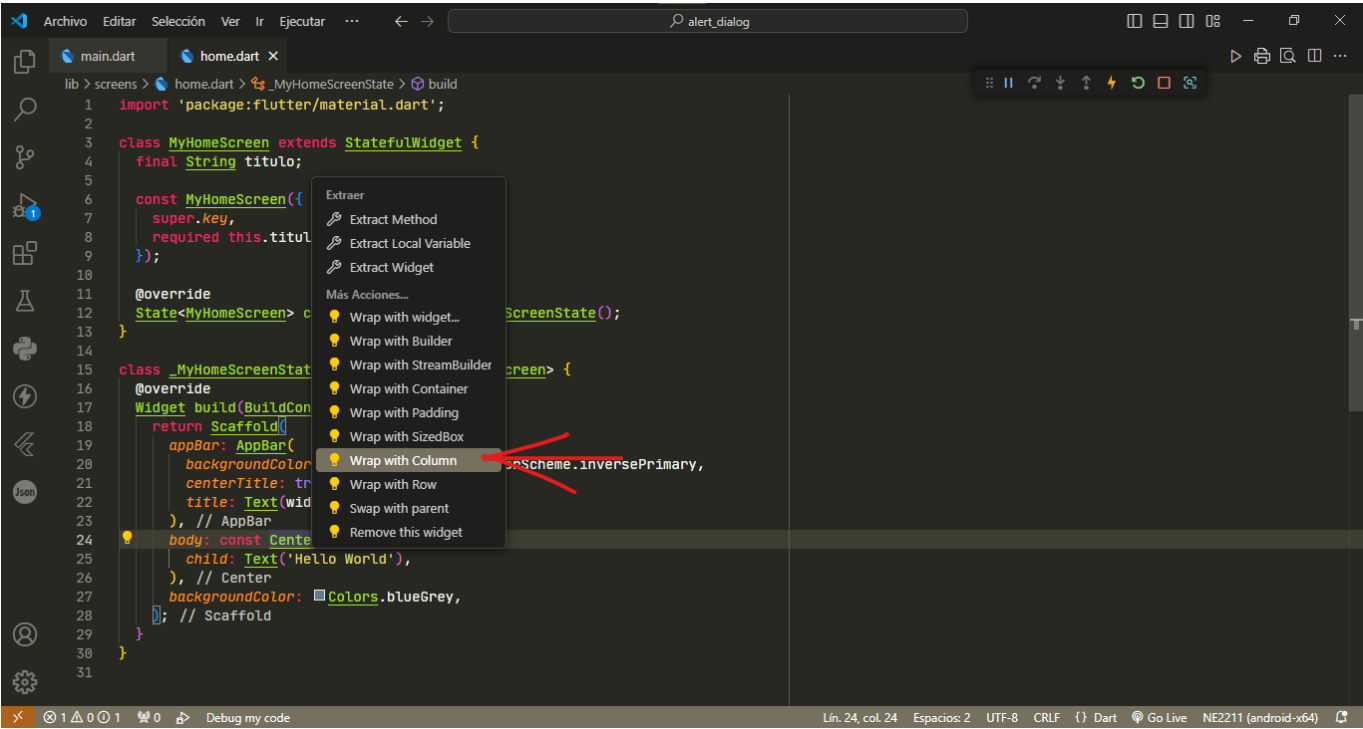 Archivo Editar Selección Ver Ir Ejecutar ··· alert_dialog
main.dart home.dart
lib > screens > home.dart > _MyHomeScreenState > build
1 import 'package:flutter/material.dart';
2
3 class MyHomeScreen extends StatefulWidget {
4 final String titulo;
5
6 const MyHomeScreen({
7 super.key,
8 required this.titul
9 });
10
11 @override
12 State<MyHomeScreen> c ScreenState();
13 }
14
15 class _MyHomeScreenStat creen> {
16 @override
17 Widget build(BuildCon
18 return Scaffold(
19 appBar: AppBar(
20 backgroundColor orScheme.inversePrimary,
21 centerTitle: tr
22 title: Text(wid
23 ), // AppBar
24 body: const Cente
25 child: Text('Hello World'),
26 ), // Center
27 backgroundColor: Colors.blueGrey,
28 ); // Scaffold
29 }
30 }
31
Extraer
Extract Method
Extract Local Variable
Extract Widget
Más Acciones...
Wrap with widget...
Wrap with Builder
Wrap with StreamBuilder
Wrap with Container
Wrap with Padding
Wrap with SizedBox
Wrap with Column
Wrap with Row
Swap with parent
Remove this widget
1
Json
1 0 1 0 Debug my code Lín. 24, col. 24 Espacios: 2 UTF-8 CRLF {} Dart Go Live NE2211 (android-x64)